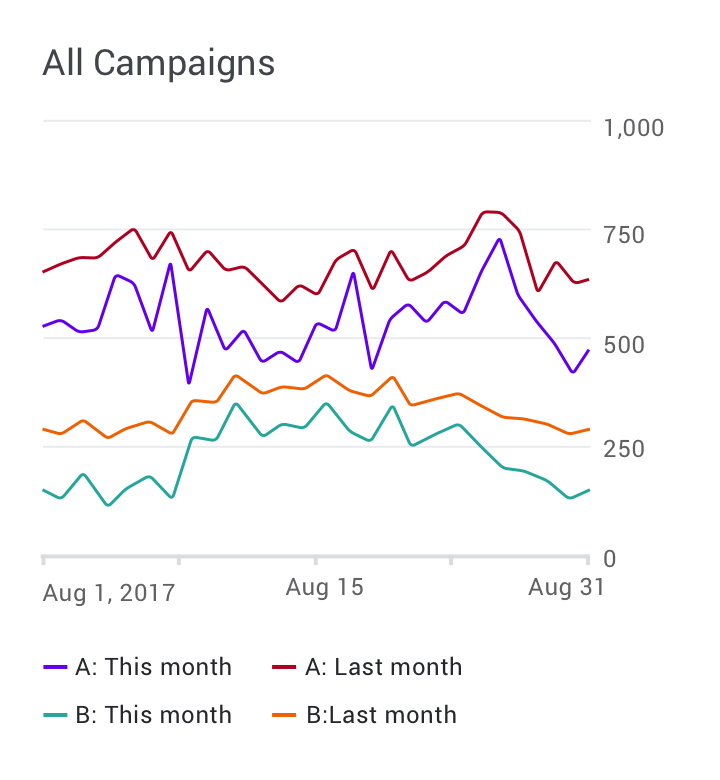 All Campaigns
1,000
750
500
250
0
Aug 1, 2017 Aug 15 Aug 31
A: This month A: Last month
B: This month B:Last month